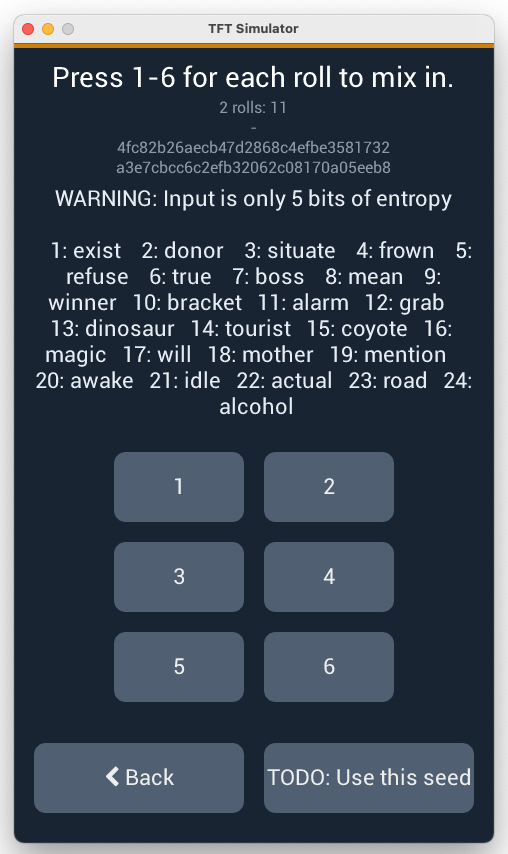 TFT Simulator
Press 1-6 for each roll to mix in.
2 rolls: 11
-
4fc82b26aecb47d2868c4efbe3581732
a3e7cbcc6c2efb32062c08170a05eeb8
WARNING: Input is only 5 bits of entropy
1: exist 2: donor 3: situate 4: frown 5:
refuse 6: true 7: boss 8: mean 9:
winner 10: bracket 11: alarm 12: grab
13: dinosaur 14: tourist 15: coyote 16:
magic 17: will 18: mother 19: mention
20: awake 21: idle 22: actual 23: road 24:
alcohol
1
2
3
4
5
6
Back
TODO: Use this seed